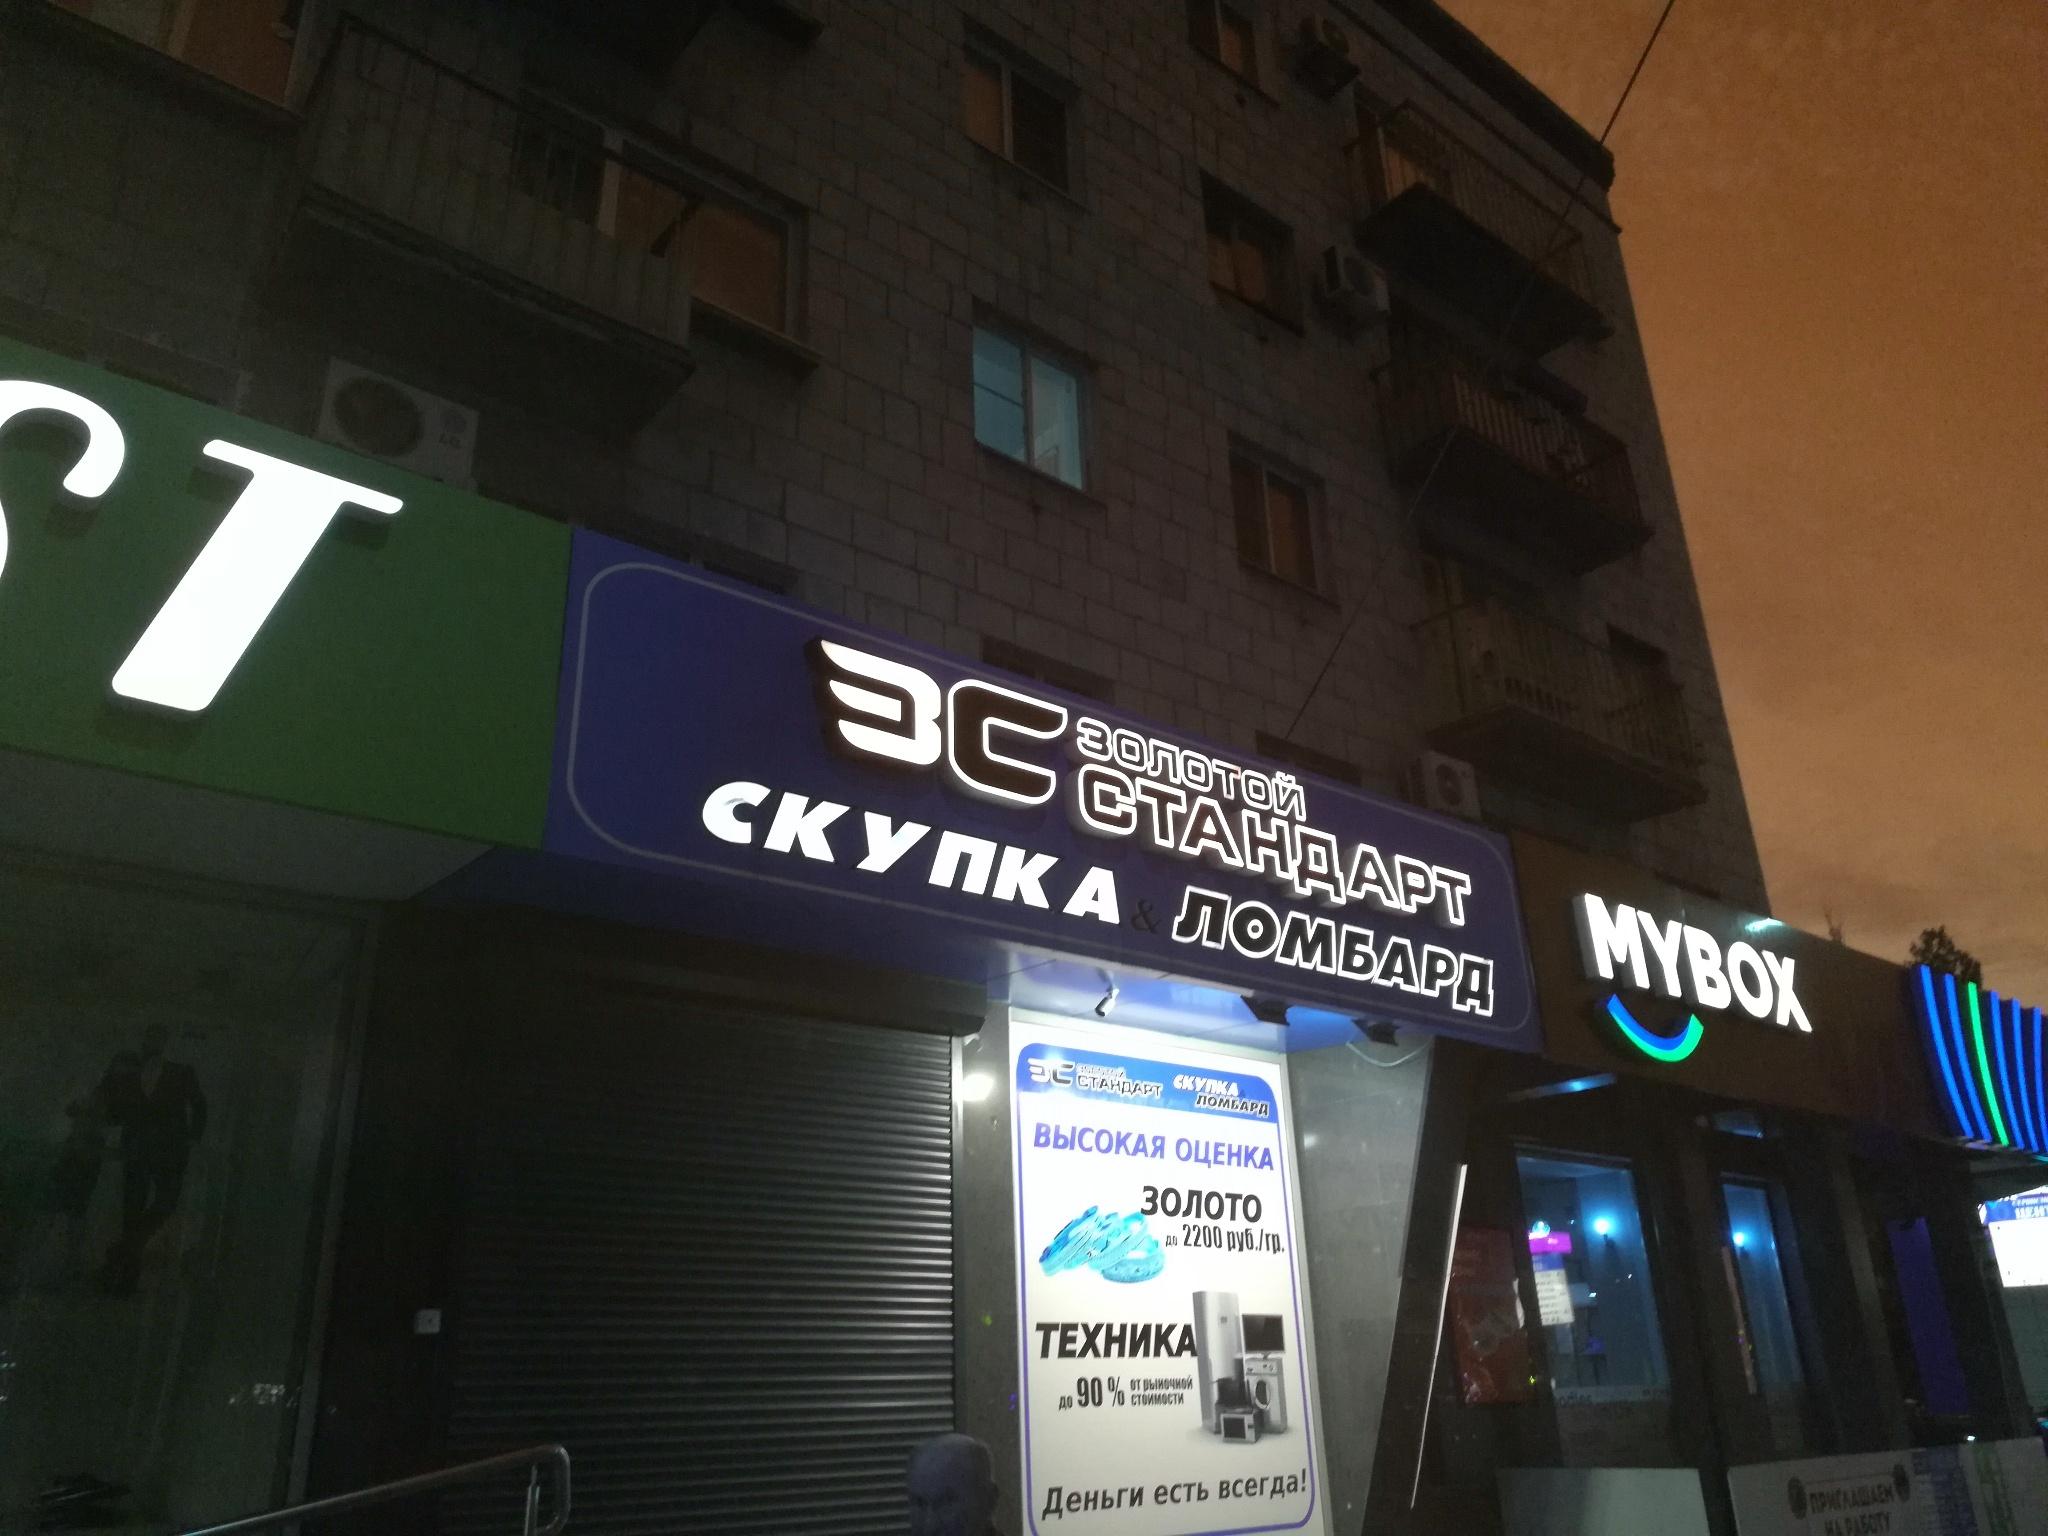 ST
ЗС
ЗОЛОТОЙ
СТАНДАРТ
СКУПКА & ЛОМБАРД
MYBOX
ЗС ЗОЛОТОЙ СТАНДАРТ СКУПКА ЛОМБАРД
ВЫСОКАЯ ОЦЕНКА
ЗОЛОТО
до 2200 руб./гр.
ТЕХНИКА
до 90 % от рыночной стоимости
Деньги есть всегда!
ПРИГЛАШАЕМ
НА РАБОТУ